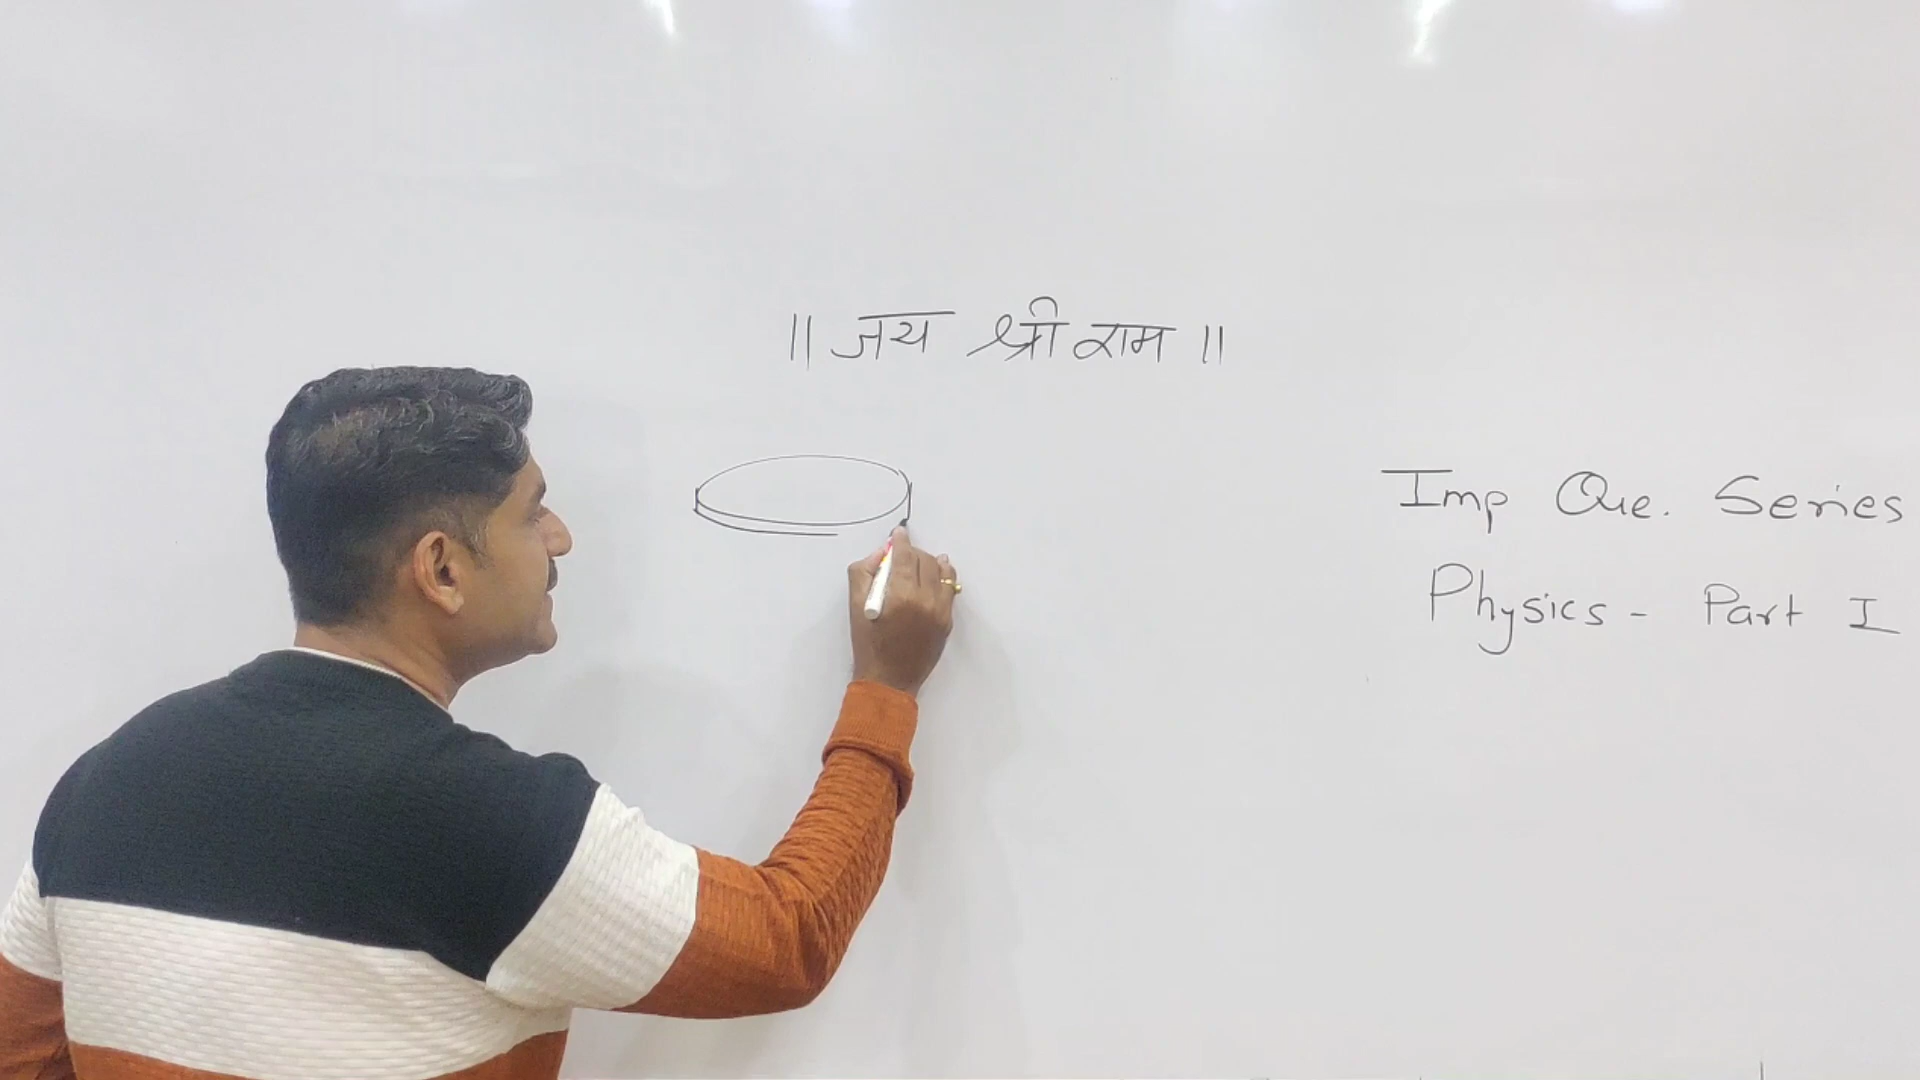 || जय श्री राम ||
Imp Que. Series
Physics - Part I